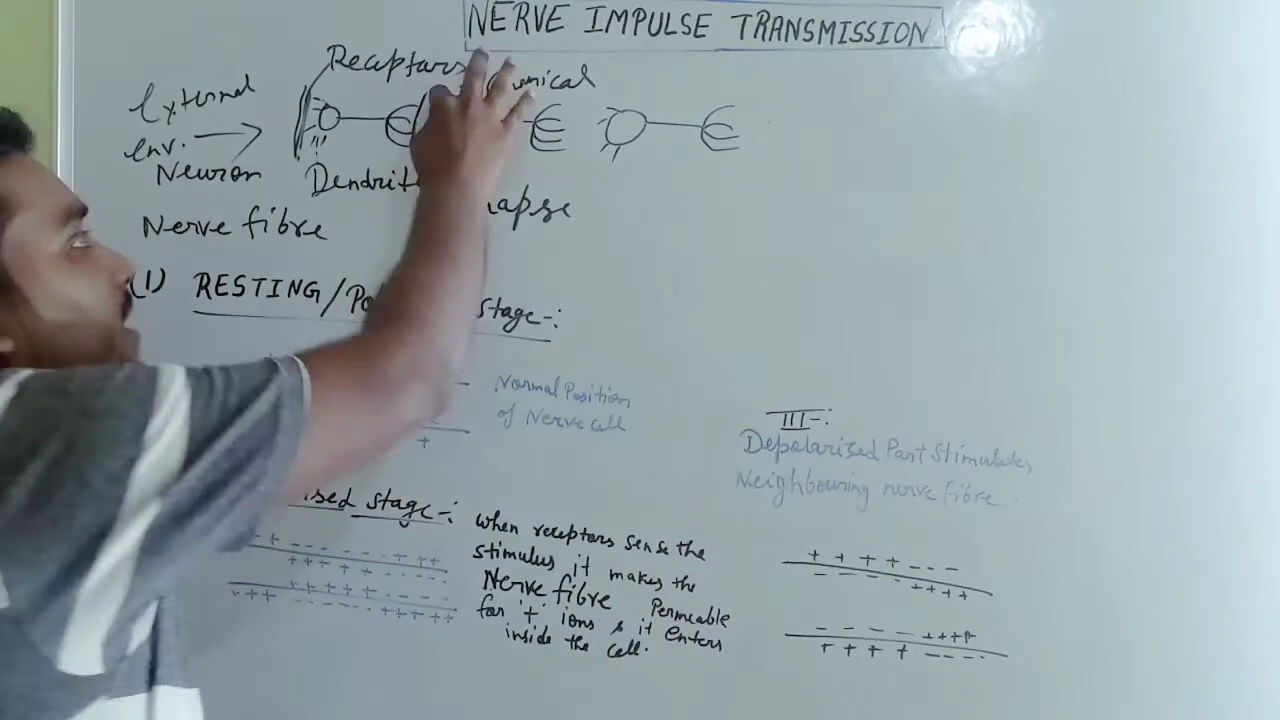 NERVE IMPULSE TRANSMISSION
Receptors
External
env.
Neuron
Nerve fibre
(1) RESTING/ stage-:
Normal Position
of Nerve cell
+
stage-:
+ - - - - - + ++
++ + + + + - - - -
+ + + + + + - - - -
- + + - - - - - + + + + ++
when receptors sense the
stimulus it makes the
Nerve fibre Permeable
for '+' ions & it enters
inside the cell.
III-:
Depolarised Part Stimulates
Neighbouring nerve fibre.
+ + + + - - -
- - - - + + + +
- - - - + + + +
+ + + + - - - -